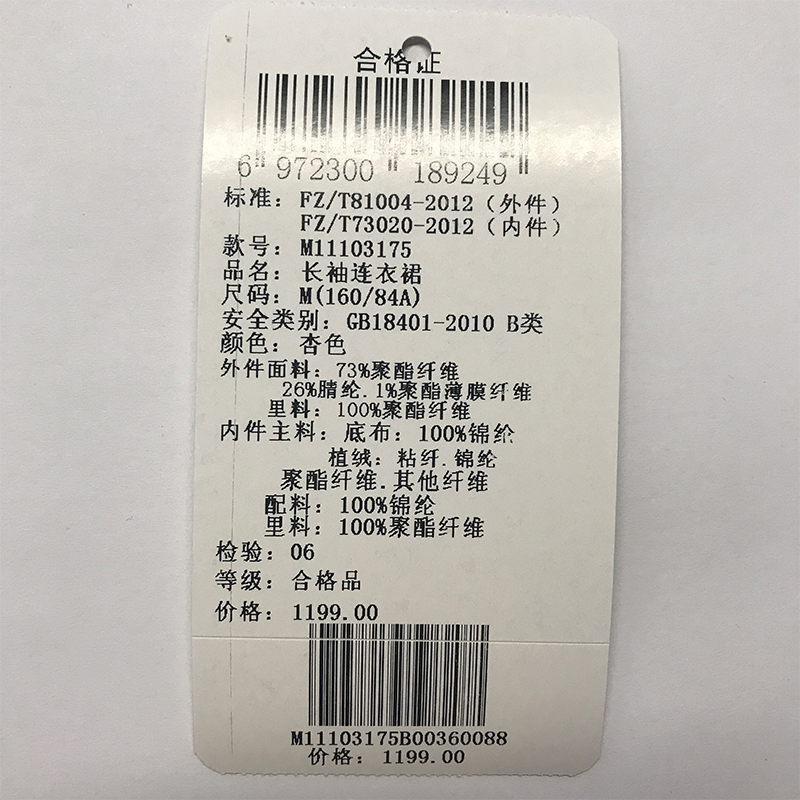 合格证
6 972300 189249
标准: FZ/T81004-2012 (外件)
FZ/T73020-2012 (内件)
款号: M11103175
品名: 长袖连衣裙
尺码: M(160/84A)
安全类别: GB18401-2010 B类
颜色: 杏色
外件面料: 73%聚酯纤维
26%腈纶.1%聚酯薄膜纤维
里料: 100%聚酯纤维
内件主料: 底布: 100%锦纶
植绒: 粘纤.锦纶
聚酯纤维.其他纤维
配料: 100%锦纶
里料: 100%聚酯纤维
检验: 06
等级: 合格品
价格: 1199.00
M11103175B00360088
价格: 1199.00